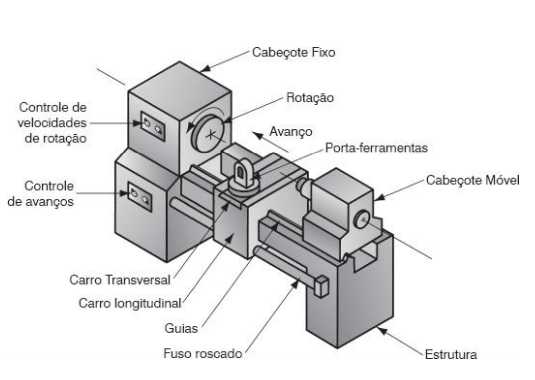 Cabeçote Fixo
Rotação
Controle de
velocidades
de rotação
Avanço
Porta-ferramentas
Cabeçote Móvel
Controle
de avanços
Carro Transversal
Carro longitudinal
Guias
Fuso roscado
Estrutura